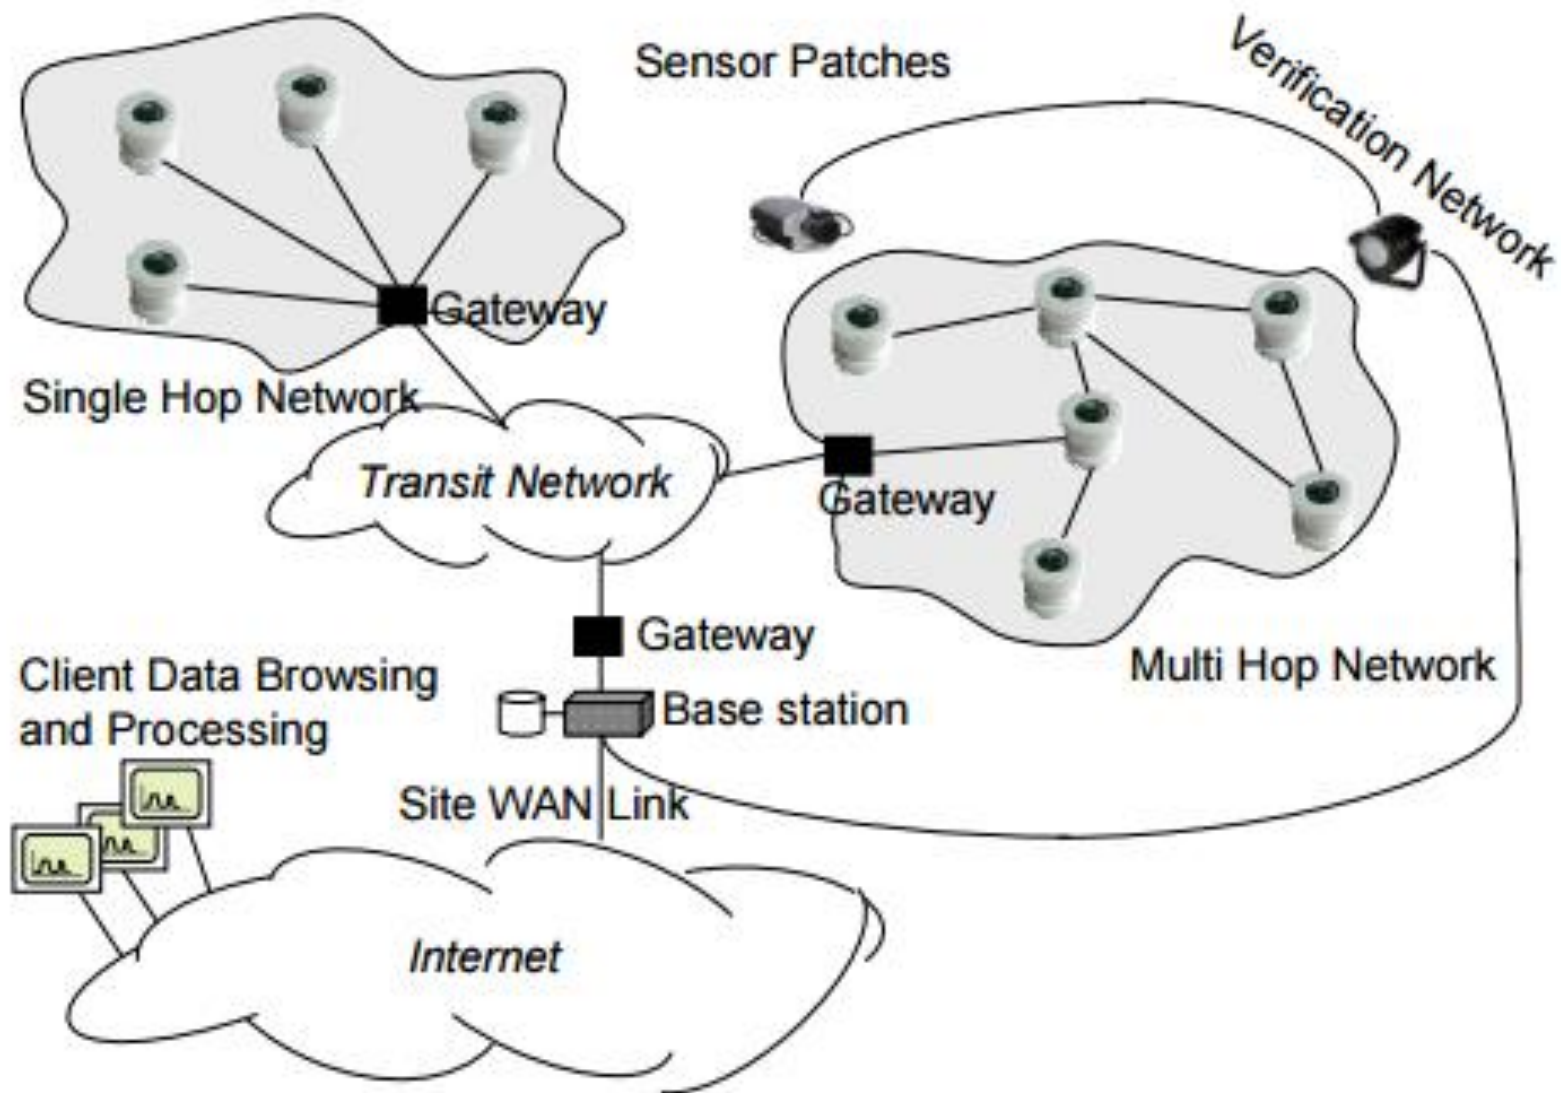 Sensor Patches
Verification Network
Gateway
Single Hop Network
Transit Network
Gateway
Gateway
Multi Hop Network
Client Data Browsing
and Processing
Base station
Site WAN Link
Internet